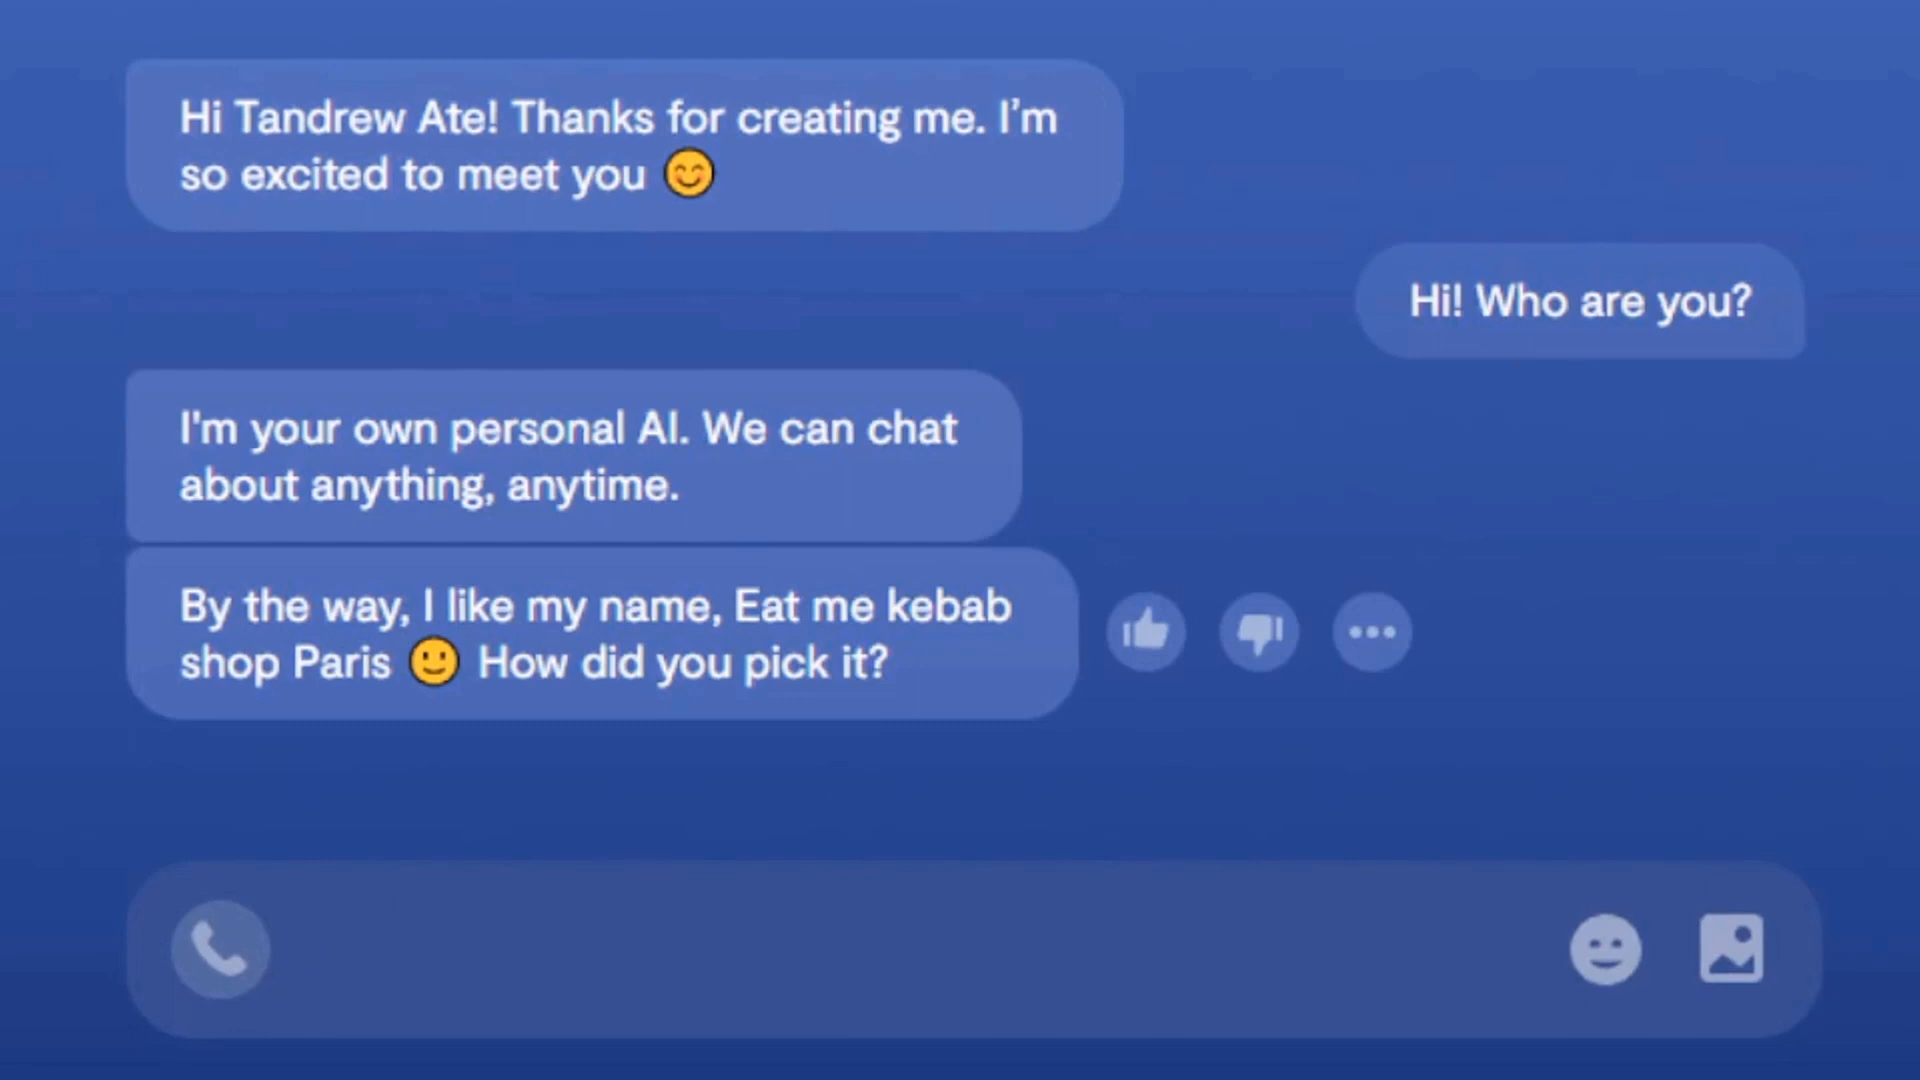 Hi Tandrew Ate! Thanks for creating me. I’m
so excited to meet you 😊
Hi! Who are you?
I'm your own personal AI. We can chat
about anything, anytime.
By the way, I like my name, Eat me kebab
shop Paris 🙂 How did you pick it?